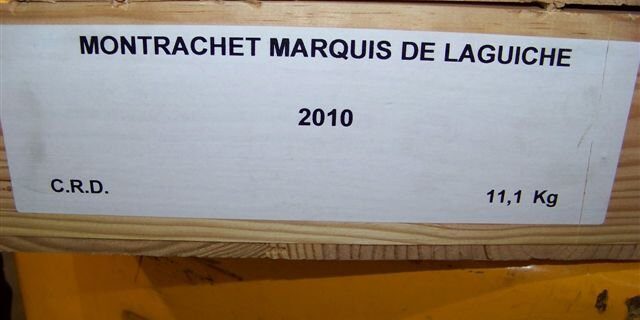 MONTRACHET MARQUIS DE LAGUICHE
2010
C.R.D. 11,1 Kg